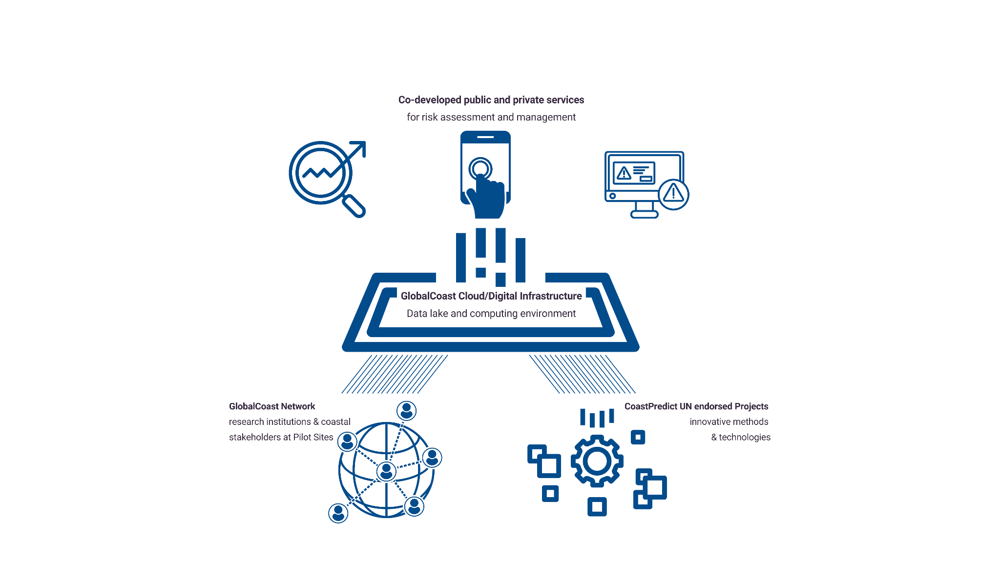 Co-developed public and private services
for risk assessment and management
GlobalCoast Cloud/Digital Infrastructure
Data lake and computing environment
GlobalCoast Network
research institutions & coastal
stakeholders at Pilot Sites
CoastPredict UN endorsed Projects
innovative methods
& technologies